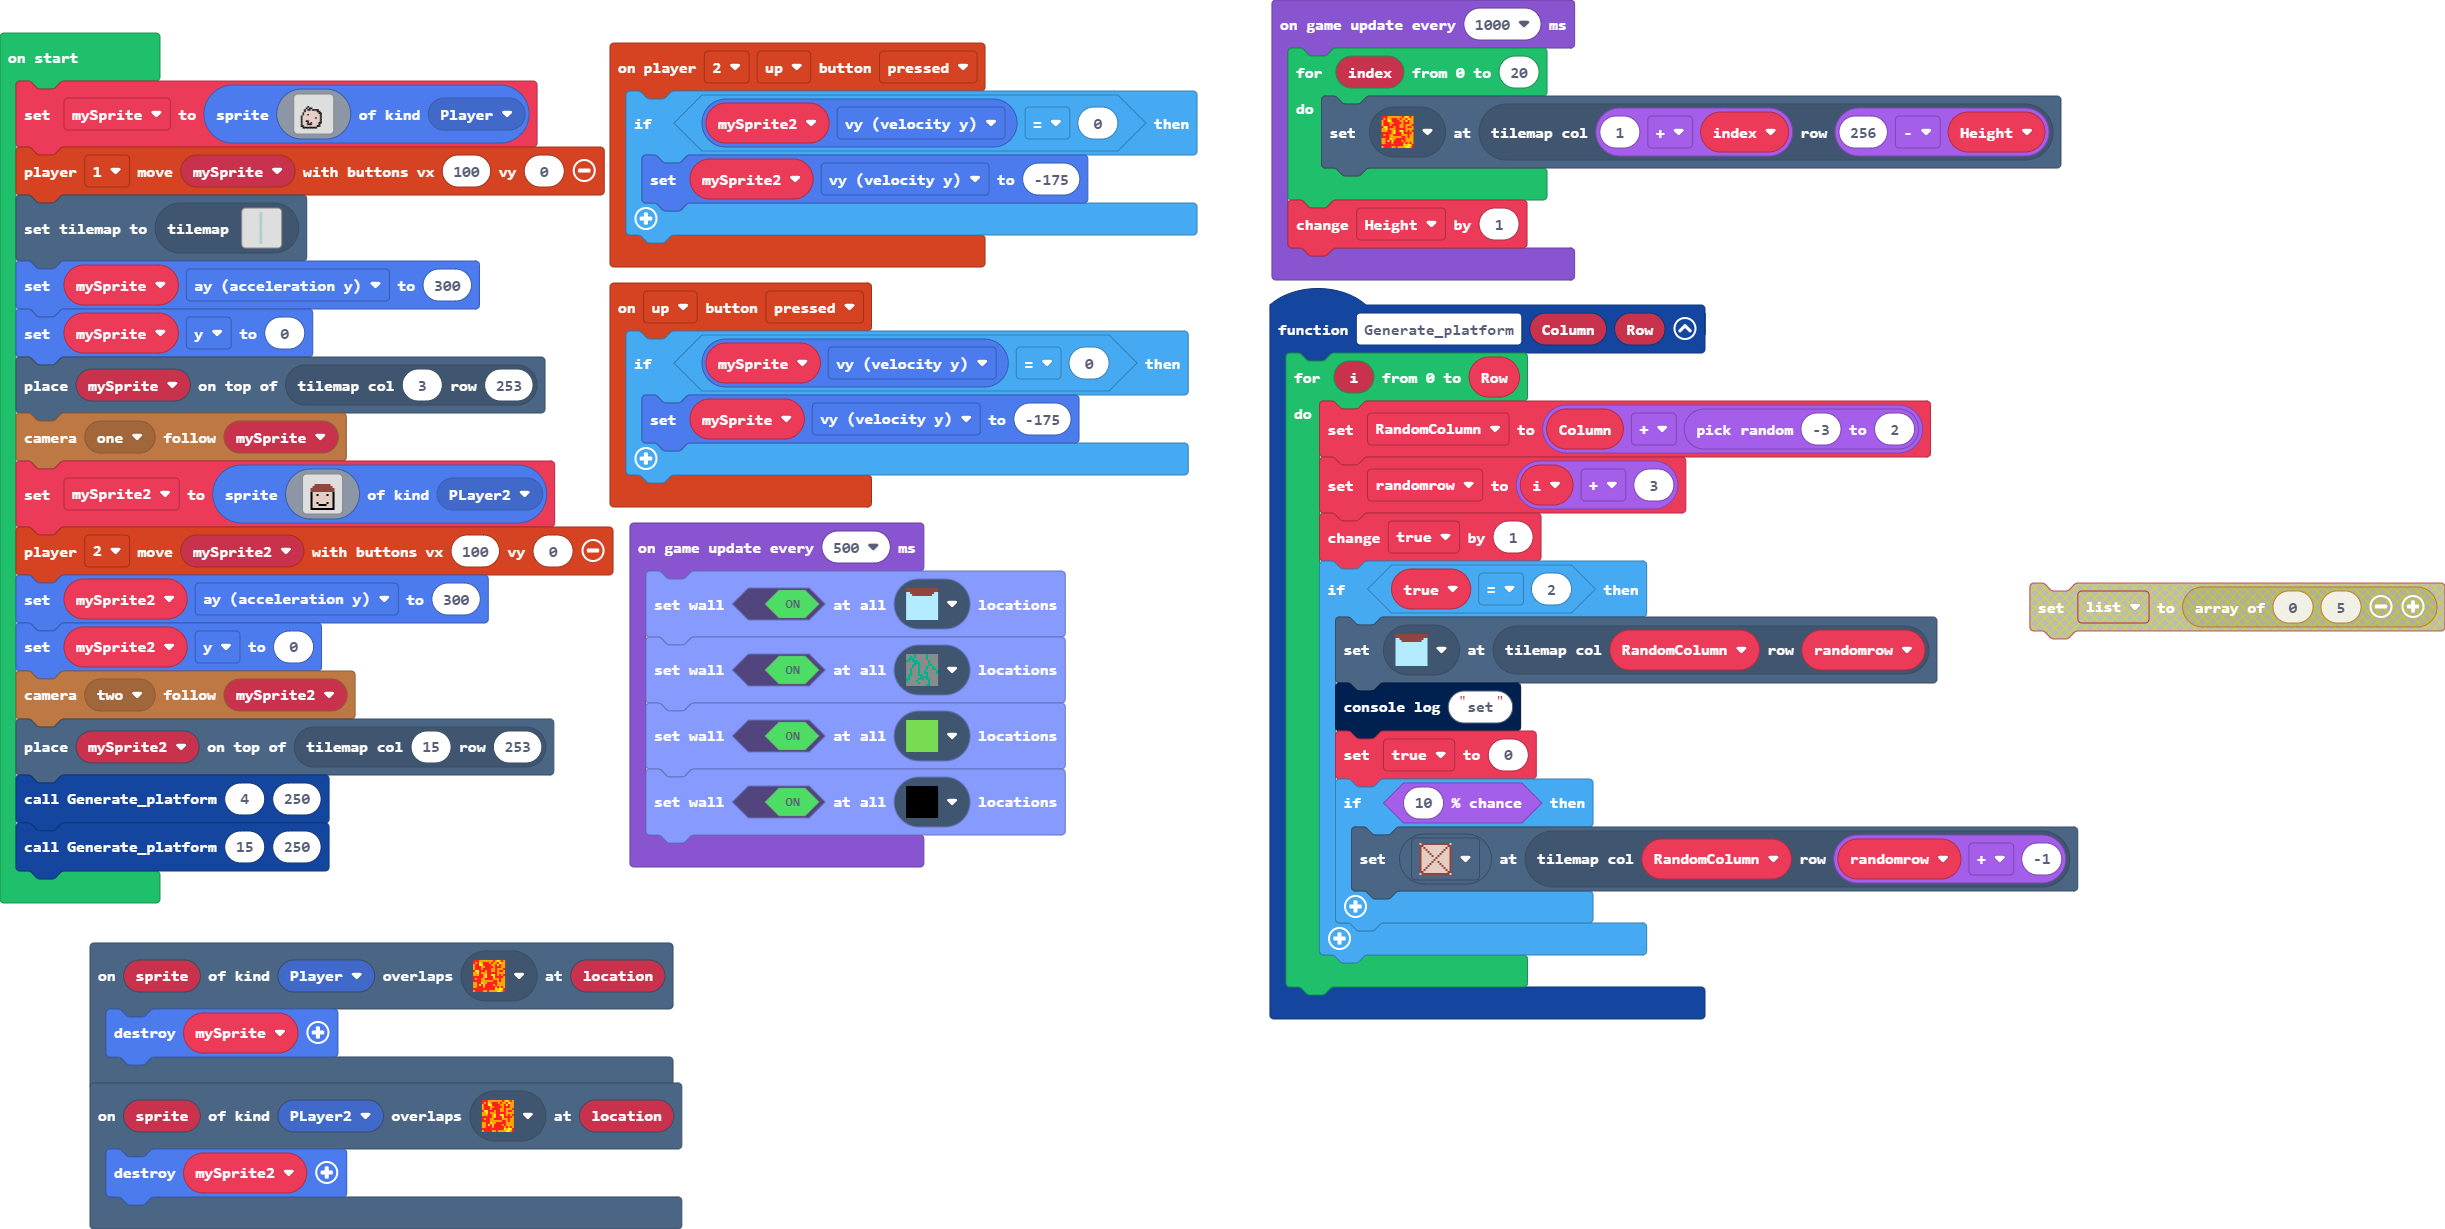 on start
set mySprite to sprite of kind Player
player 1 move mySprite with buttons vx 100 vy 0
set tilemap to tilemap
set mySprite ay (acceleration y) to 300
set mySprite y to 0
place mySprite on top of tilemap col 3 row 253
camera one follow mySprite
set mySprite2 to sprite of kind PLayer2
player 2 move mySprite2 with buttons vx 100 vy 0
set mySprite2 ay (acceleration y) to 300
set mySprite2 y to 0
camera two follow mySprite2
place mySprite2 on top of tilemap col 15 row 253
call Generate_platform 4 250
call Generate_platform 15 250
on player 2 up button pressed
if mySprite2 vy (velocity y) = 0 then
set mySprite2 vy (velocity y) to -175
on up button pressed
if mySprite vy (velocity y) = 0 then
set mySprite vy (velocity y) to -175
on game update every 500 ms
set wall ON at all locations
set wall ON at all locations
set wall ON at all locations
set wall ON at all locations
on sprite of kind Player overlaps at location
destroy mySprite
on sprite of kind PLayer2 overlaps at location
destroy mySprite2
on game update every 1000 ms
for index from 0 to 20
do
set at tilemap col 1 + index row 256 - Height
change Height by 1
function Generate_platform Column Row
for i from 0 to Row
do
set RandomColumn to Column + pick random -3 to 2
set randomrow to i + 3
change true by 1
if true = 2 then
set at tilemap col RandomColumn row randomrow
console log "set"
set true to 0
if 10 % chance then
set at tilemap col RandomColumn row randomrow + -1
set list to array of 0 5